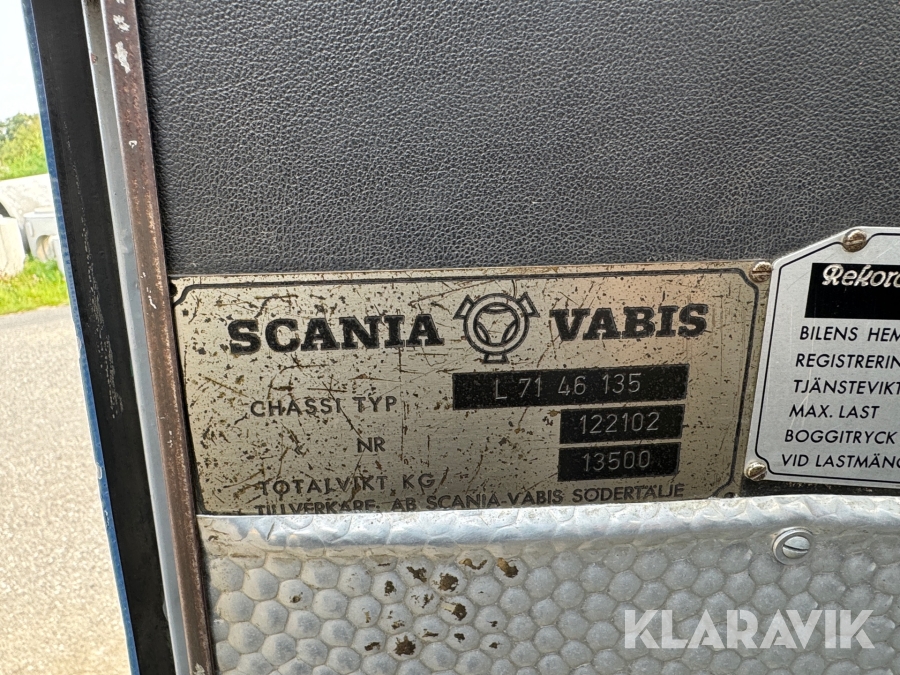 SCANIA VABIS
CHASSI TYP L 71 46 135
NR 122102
TOTALVIKT KG/ 13500
TILLVERKARE: AB SCANIA-VABIS SÖDERTÄLJE
Rekord
BILENS HEM
REGISTRERIN
TJÄNSTEVIKT
MAX. LAST
BOGGITRYCK
VID LASTMÄNG
KLARAVIK